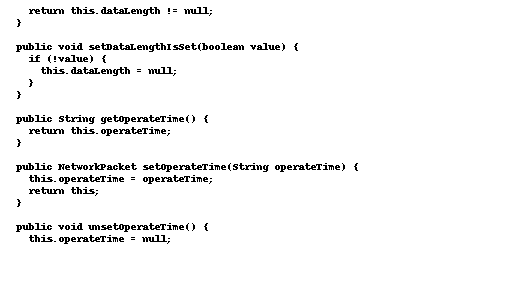 return this.dataLength != null;
}
public void setDataLengthIsSet(boolean value) {
if (!value) {
this.dataLength = null;
}
}
public String getOperateTime() {
return this.operateTime;
}
public NetworkPacket setOperateTime(String operateTime) {
this.operateTime = operateTime;
return this;
}
public void unsetOperateTime() {
this.operateTime = null;